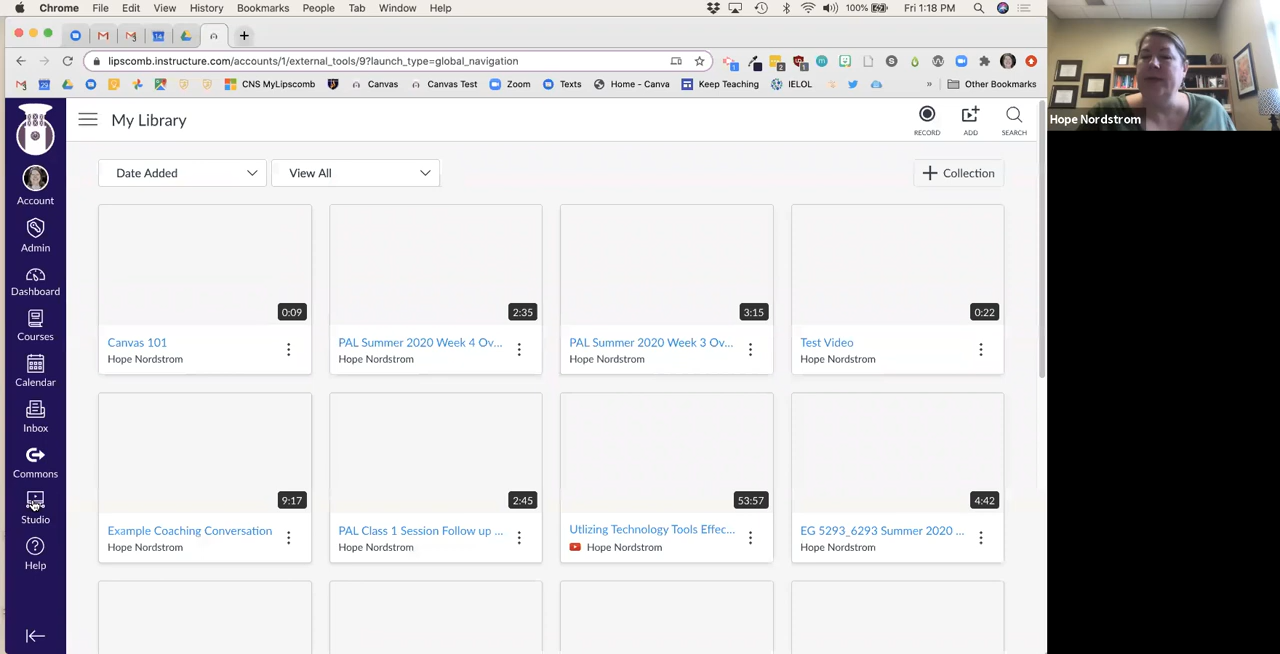 Chrome File Edit View History Bookmarks People Tab Window Help 100% Fri 1:18 PM
lipscomb.instructure.com/accounts/1/external_tools/9?launch_type=global_navigation
CNS MyLipscomb Canvas Canvas Test Zoom Texts Home - Canva Keep Teaching IELOL » Other Bookmarks
Hope Nordstrom
My Library
RECORD ADD SEARCH
Date Added View All + Collection
Account
Admin
Dashboard
Courses
Calendar
Inbox
Commons
Studio
Help
0:09 2:35 3:15 0:22
Canvas 101 PAL Summer 2020 Week 4 Ov... PAL Summer 2020 Week 3 Ov... Test Video
Hope Nordstrom Hope Nordstrom Hope Nordstrom Hope Nordstrom
9:17 2:45 53:57 4:42
Example Coaching Conversation PAL Class 1 Session Follow up ... Utlizing Technology Tools Effec... EG 5293_6293 Summer 2020 ...
Hope Nordstrom Hope Nordstrom Hope Nordstrom Hope Nordstrom